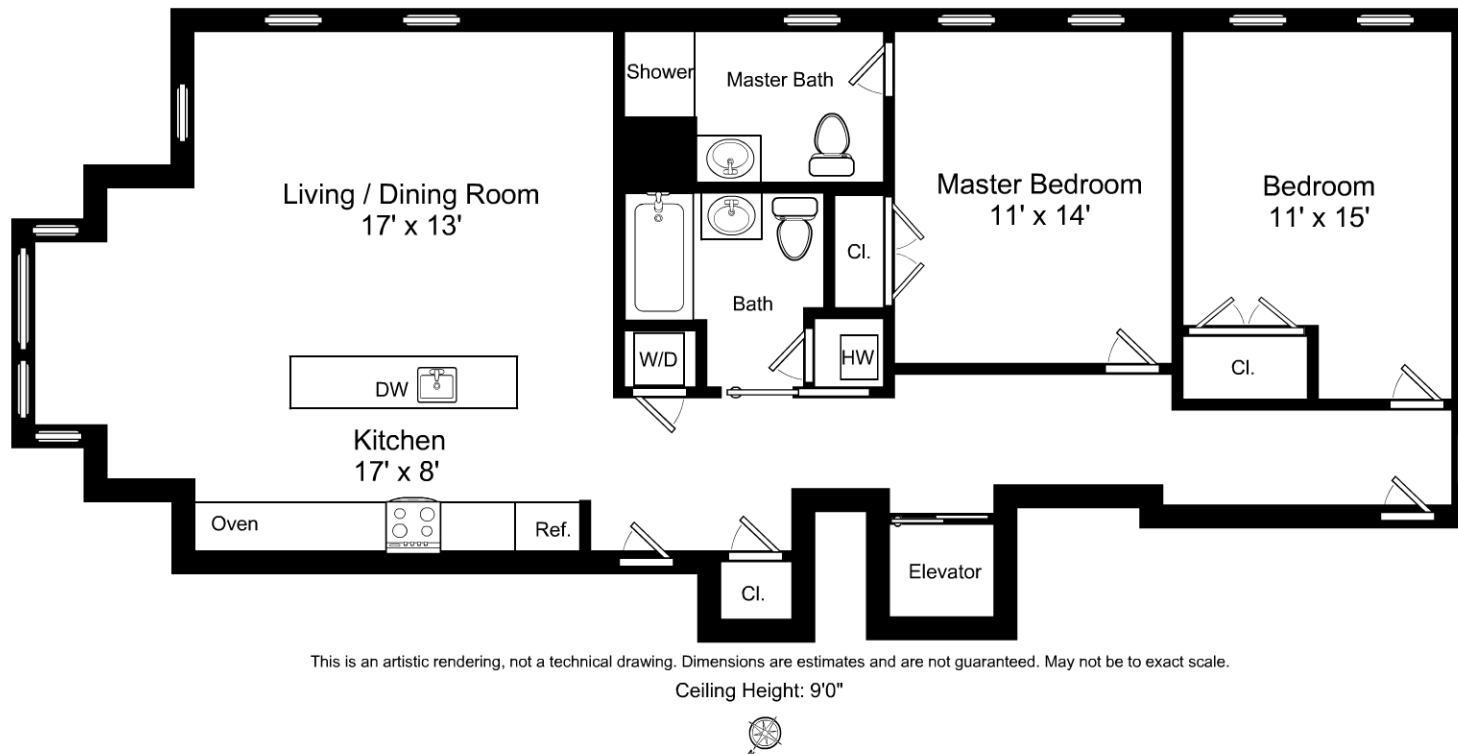 Shower
Master Bath
Living / Dining Room
17' x 13'
Master Bedroom
11' x 14'
Bedroom
11' x 15'
Cl.
Bath
W/D
HW
Cl.
DW
Kitchen
17' x 8'
Oven
Ref.
Elevator
Cl.
This is an artistic rendering, not a technical drawing. Dimensions are estimates and are not guaranteed. May not be to exact scale.
Ceiling Height: 9'0"